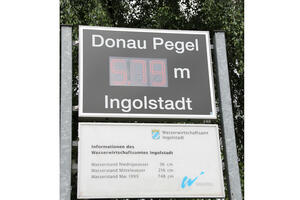 Donau Pegel
m
Ingolstadt
Wasserwirtschaftsamt
Ingolstadt
Informationen des
Wasserwirtschaftsamtes Ingolstadt
Wasserstand Niedrigwasser 96 cm
Wasserstand Mittelwasser 216 cm
Wasserstand Mai 1999 748 cm